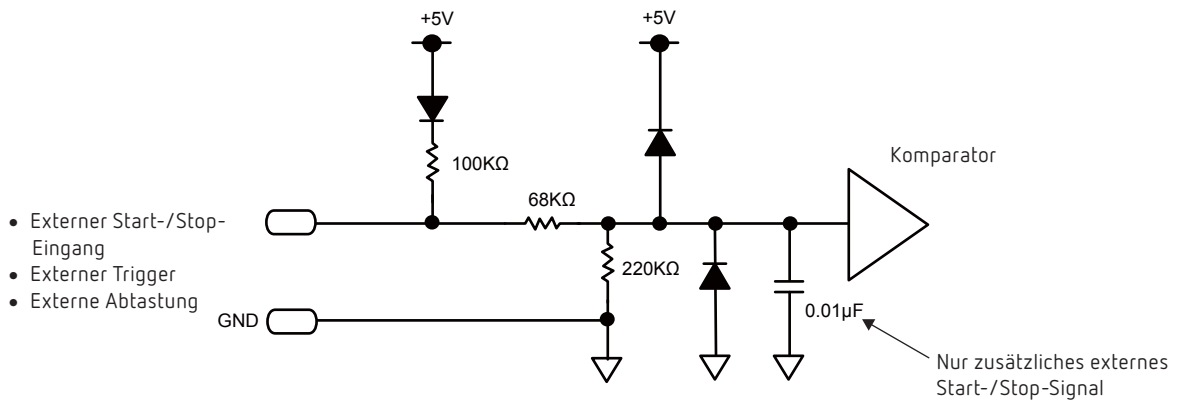 +5V
+5V
100KΩ
Komparator
68KΩ
• Externer Start-/Stop-
Eingang
• Externer Trigger
• Externe Abtastung
220KΩ
GND
0.01µF
Nur zusätzliches externes
Start-/Stop-Signal